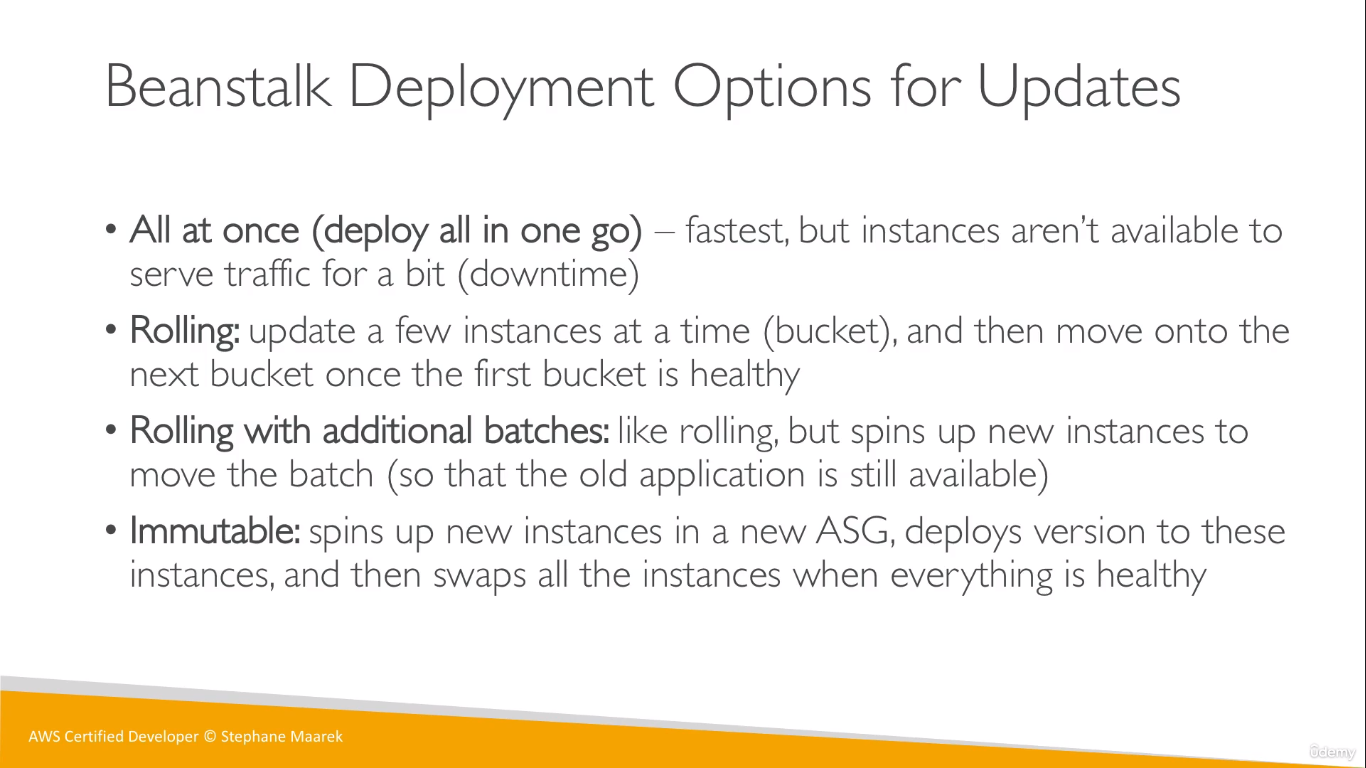 Beanstalk Deployment Options for Updates
• All at once (deploy all in one go) – fastest, but instances aren’t available to
serve traffic for a bit (downtime)
• Rolling: update a few instances at a time (bucket), and then move onto the
next bucket once the first bucket is healthy
• Rolling with additional batches: like rolling, but spins up new instances to
move the batch (so that the old application is still available)
• Immutable: spins up new instances in a new ASG, deploys version to these
instances, and then swaps all the instances when everything is healthy
AWS Certified Developer © Stephane Maarek
ûdemy